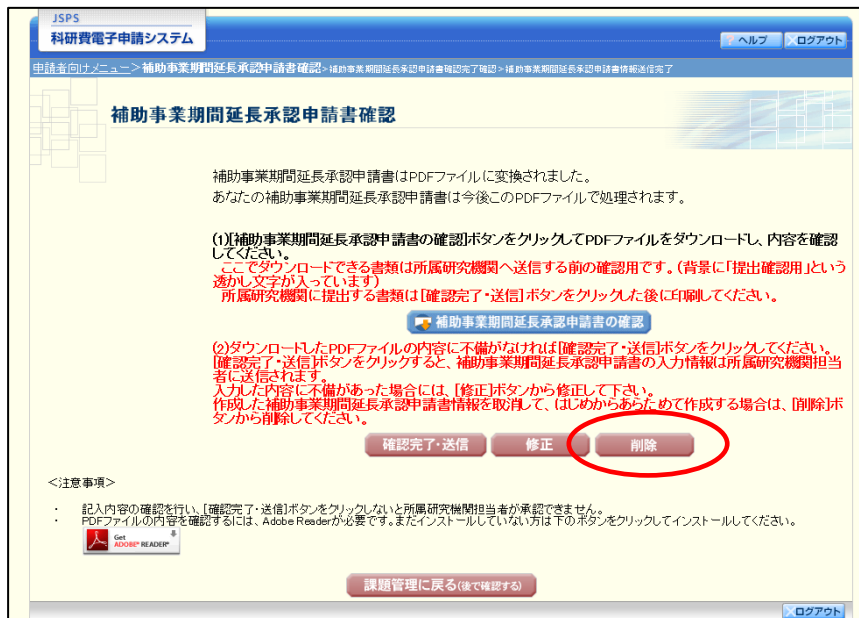 JSPS
科研費電子申請システム
ヘルプ
ログアウト
申請者向けメニュー>補助事業期間延長承認申請書確認>補助事業期間延長承認申請書確認完了確認>補助事業期間延長承認申請書情報送信完了
補助事業期間延長承認申請書確認
補助事業期間延長承認申請書はPDFファイルに変換されました。
あなたの補助事業期間延長承認申請書は今後このPDFファイルで処理されます。
(1)[補助事業期間延長承認申請書の確認]ボタンをクリックしてPDFファイルをダウンロードし、内容を確認
してください。
ここでダウンロードできる書類は所属研究機関へ送信する前の確認用です。(背景に「提出確認用」という
透かし文字が入っています)
所属研究機関に提出する書類は[確認完了・送信]ボタンをクリックした後に印刷してください。
補助事業期間延長承認申請書の確認
(2)ダウンロードしたPDFファイルの内容に不備がなければ[確認完了・送信]ボタンをクリックしてください。
[確認完了・送信]ボタンをクリックすると、補助事業期間延長承認申請書の入力情報は所属研究機関担当
者に送信されます。
入力した内容に不備があった場合には、[修正]ボタンから修正して下さい。
作成した補助事業期間延長承認申請書情報を取消して、はじめからあらためて作成する場合は、[削除]ボ
タンから削除してください。
確認完了・送信
修正
削除
<注意事項>
・ 記入内容の確認を行い、[確認完了・送信]ボタンをクリックしないと所属研究機関担当者が承認できません。
・ PDFファイルの内容を確認するには、Adobe Readerが必要です。まだインストールしていない方は下のボタンをクリックしてインストールしてください。
Get
ADOBE® READER®
課題管理に戻る(後で確認する)
ログアウト